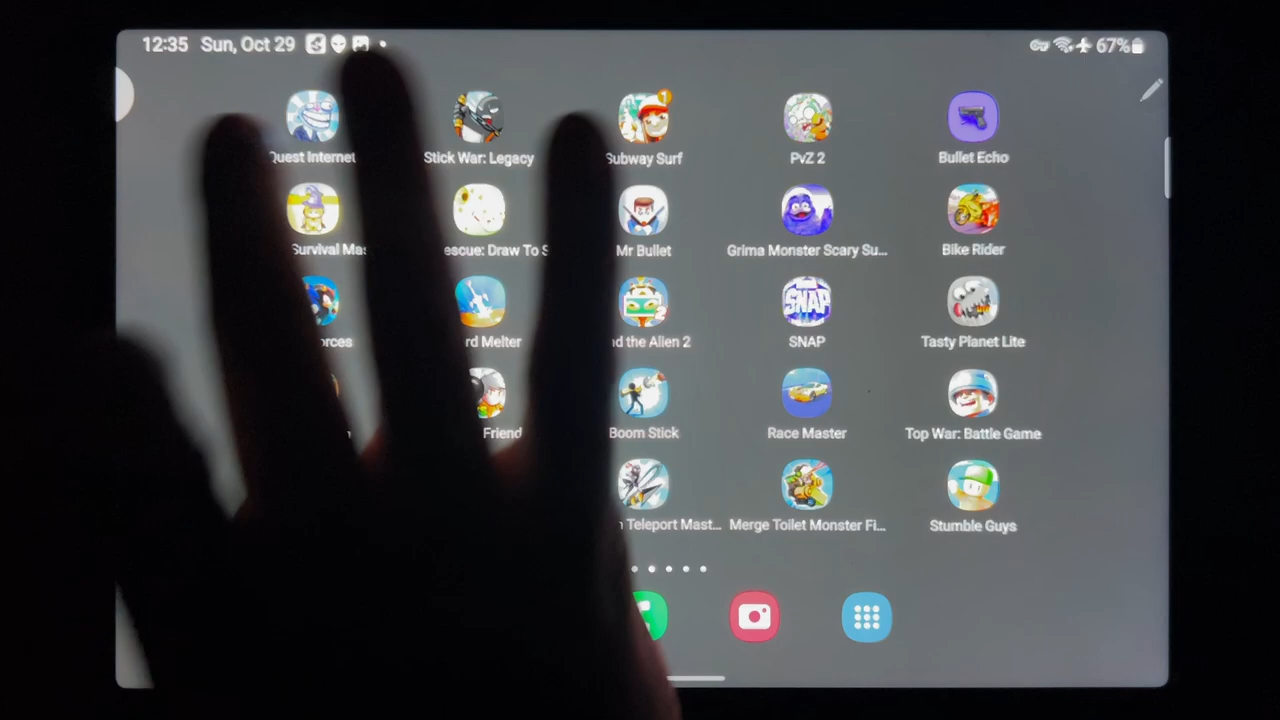 12:35 Sun, Oct 29 67%
Quest Internet
Stick War: Legacy
Subway Surf
1
PvZ 2
Bullet Echo
Survival Mas
escue: Draw To S
Mr Bullet
Grima Monster Scary Su...
Bike Rider
orces
rd Melter
nd the Alien 2
2
SNAP
SNAP
Tasty Planet Lite
Friend
Boom Stick
Race Master
Top War: Battle Game
n Teleport Mast...
Merge Toilet Monster Fi...
Stumble Guys